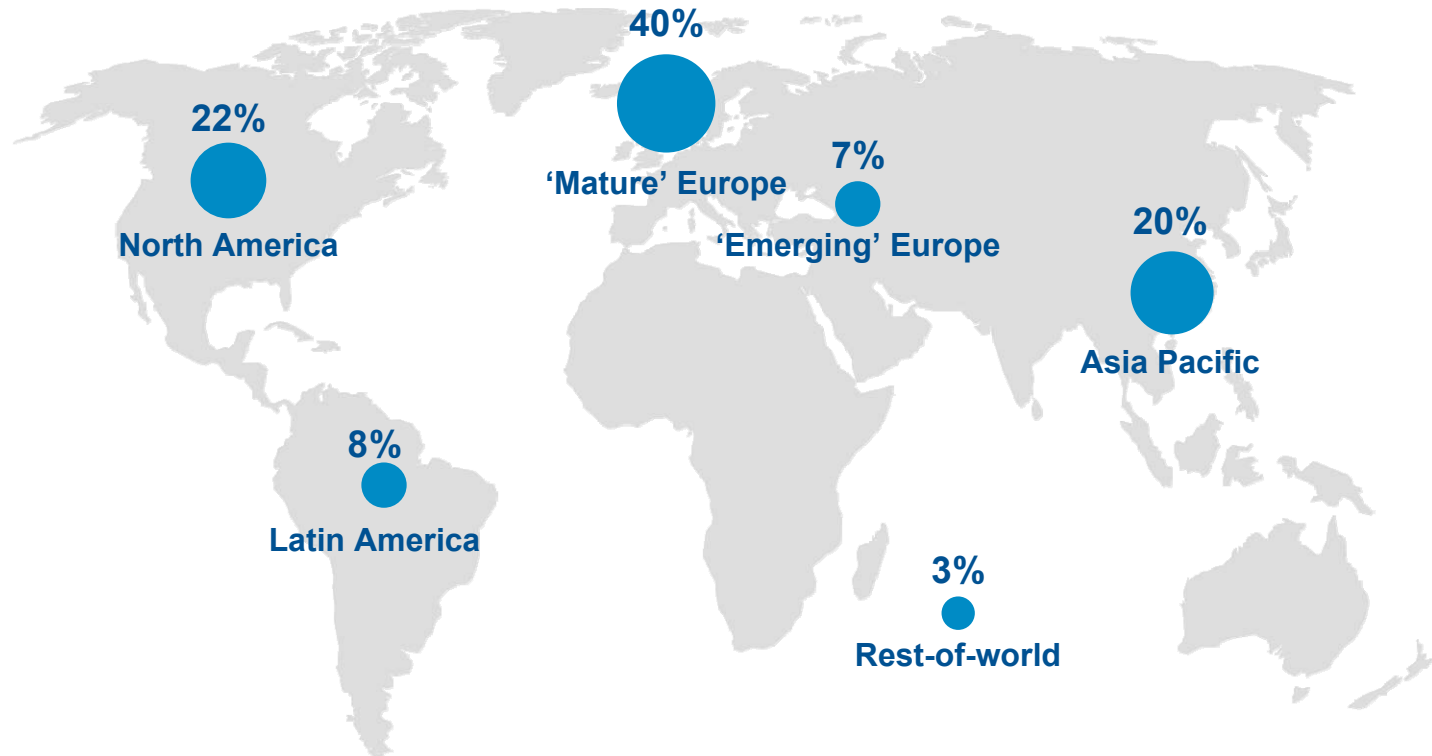 40%
‘Mature’ Europe
22%
North America
7%
‘Emerging’ Europe
20%
Asia Pacific
8%
Latin America
3%
Rest-of-world